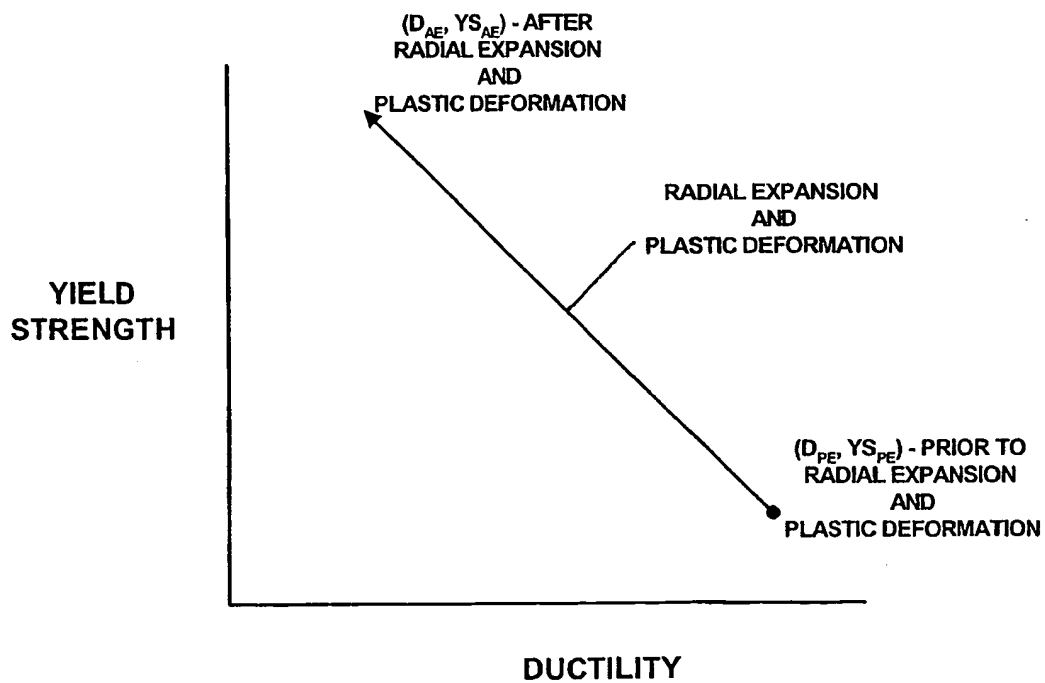 (D_AE, YS_AE) - AFTER
RADIAL EXPANSION
AND
PLASTIC DEFORMATION
RADIAL EXPANSION
AND
PLASTIC DEFORMATION
YIELD
STRENGTH
(D_PE, YS_PE) - PRIOR TO
RADIAL EXPANSION
AND
PLASTIC DEFORMATION
DUCTILITY